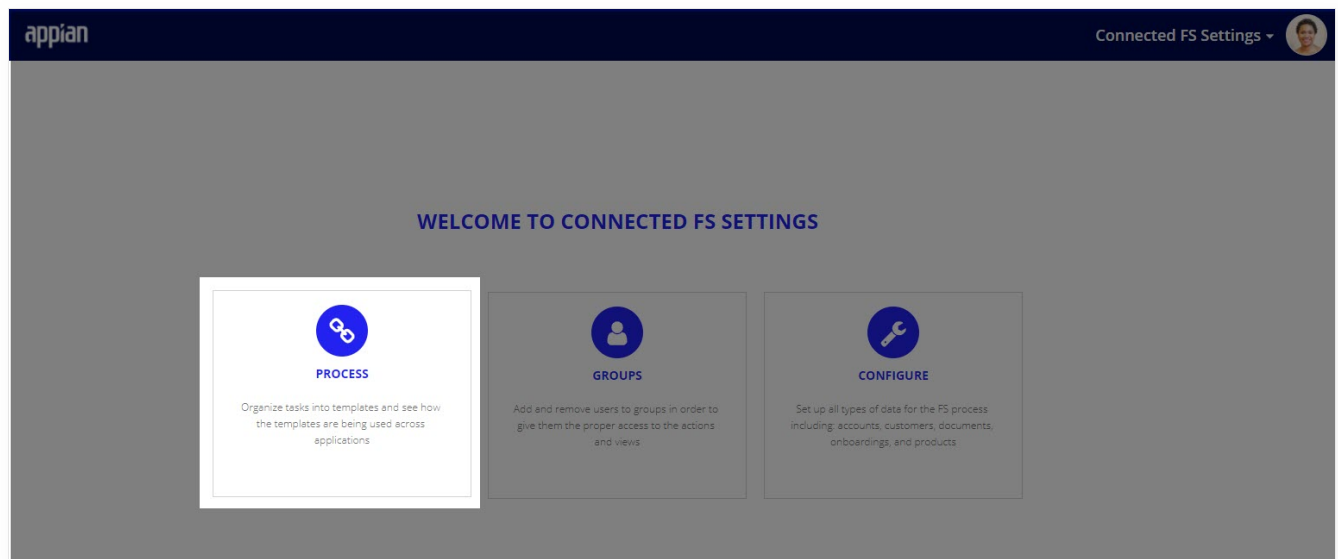 appian
Connected FS Settings
WELCOME TO CONNECTED FS SETTINGS
PROCESS
Organize tasks into templates and see how
the templates are being used across
applications
GROUPS
Add and remove users to groups in order to
give them the proper access to the actions
and views
CONFIGURE
Set up all types of data for the FS process
including: accounts, customers, documents,
onboardings, and products